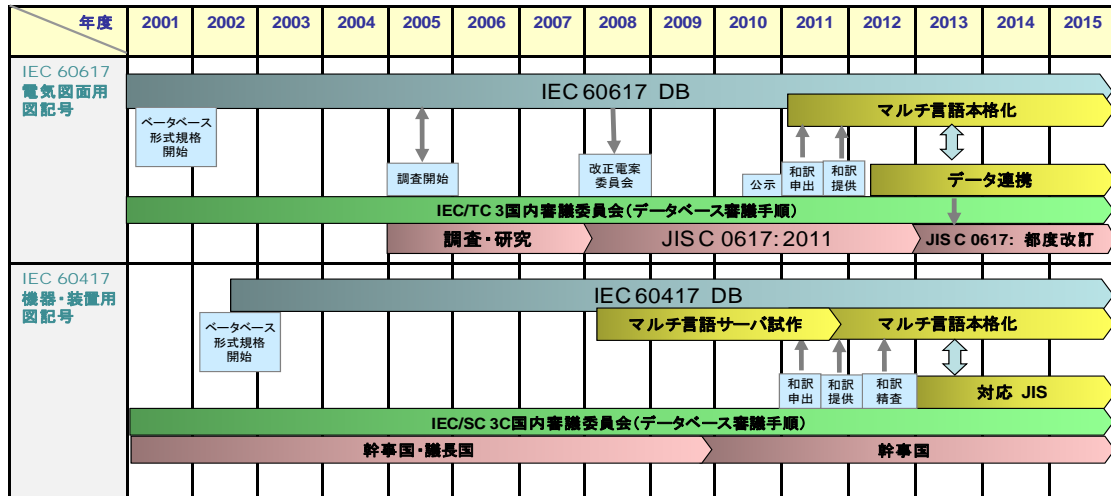 年度 2001 2002 2003 2004 2005 2006 2007 2008 2009 2010 2011 2012 2013 2014 2015
IEC 60617
電気図面用
図記号
IEC 60617 DB
マルチ言語本格化
ベータベース
形式規格
開始
調査開始
改正電案
委員会
公示
和訳
申出
和訳
提供
データ連携
IEC/TC 3国内審議委員会(データベース審議手順)
調査・研究
JIS C 0617:2011
JIS C 0617: 都度改訂
IEC 60417
機器・装置用
図記号
IEC 60417 DB
ベータベース
形式規格
開始
マルチ言語サーバ試作
マルチ言語本格化
和訳
申出
和訳
提供
和訳
精査
対応 JIS
IEC/SC 3C国内審議委員会(データベース審議手順)
幹事国・議長国
幹事国